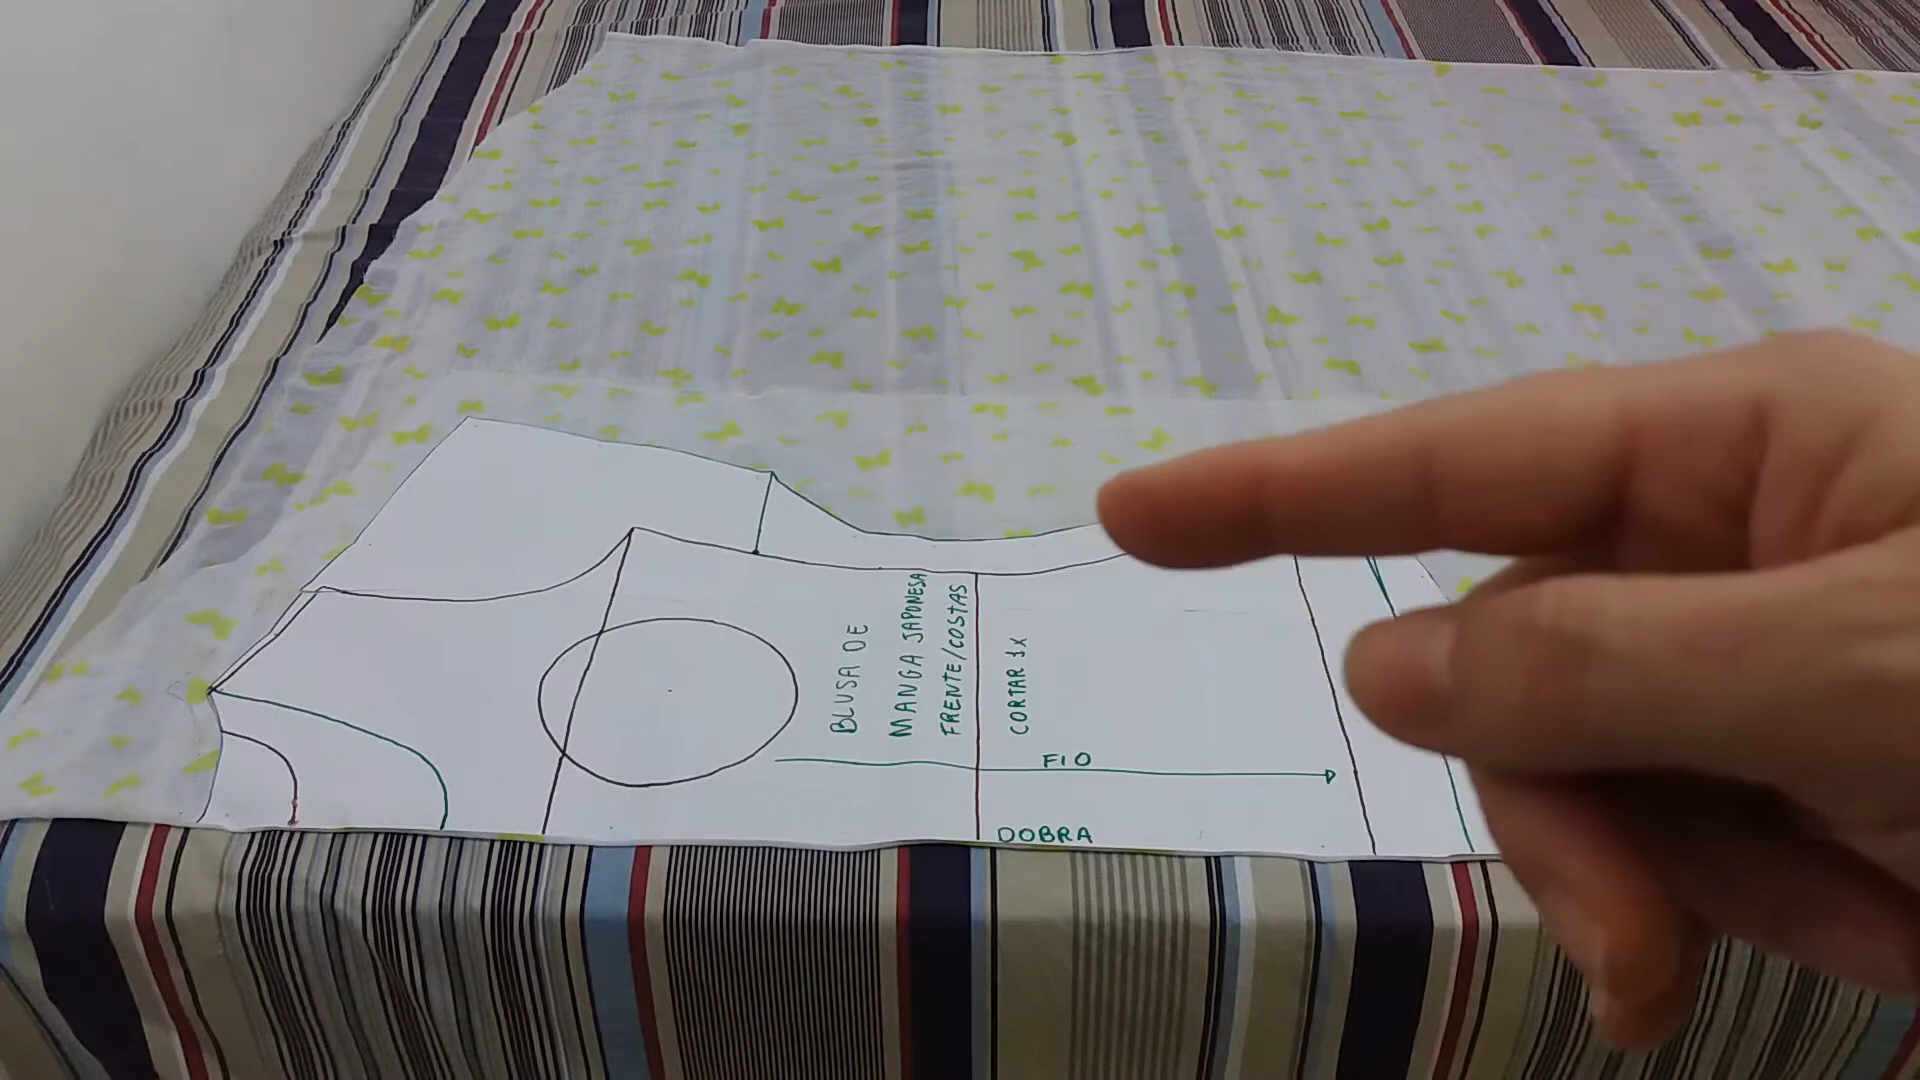 BLUSA DE
MANGA JAPONESA
FRENTE/COSTAS
CORTAR 1X
FIO
DOBRA